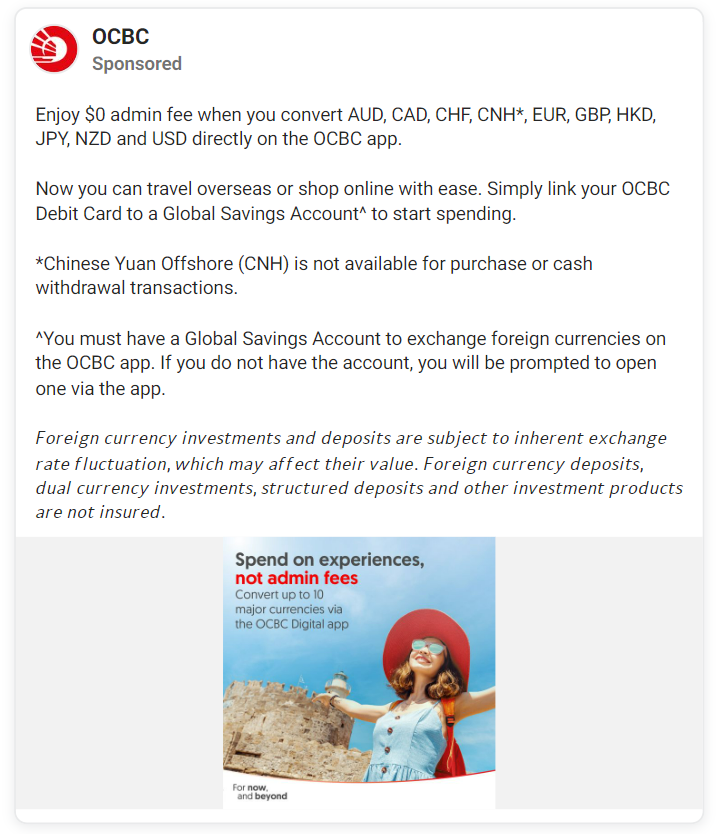 OCBC
Sponsored
Enjoy $0 admin fee when you convert AUD, CAD, CHF, CNH*, EUR, GBP, HKD,
JPY, NZD and USD directly on the OCBC app.
Now you can travel overseas or shop online with ease. Simply link your OCBC
Debit Card to a Global Savings Account^ to start spending.
*Chinese Yuan Offshore (CNH) is not available for purchase or cash
withdrawal transactions.
^You must have a Global Savings Account to exchange foreign currencies on
the OCBC app. If you do not have the account, you will be prompted to open
one via the app.
Foreign currency investments and deposits are subject to inherent exchange
rate fluctuation, which may affect their value. Foreign currency deposits,
dual currency investments, structured deposits and other investment products
are not insured.
Spend on experiences,
not admin fees
Convert up to 10
major currencies via
the OCBC Digital app
For now,
and beyond